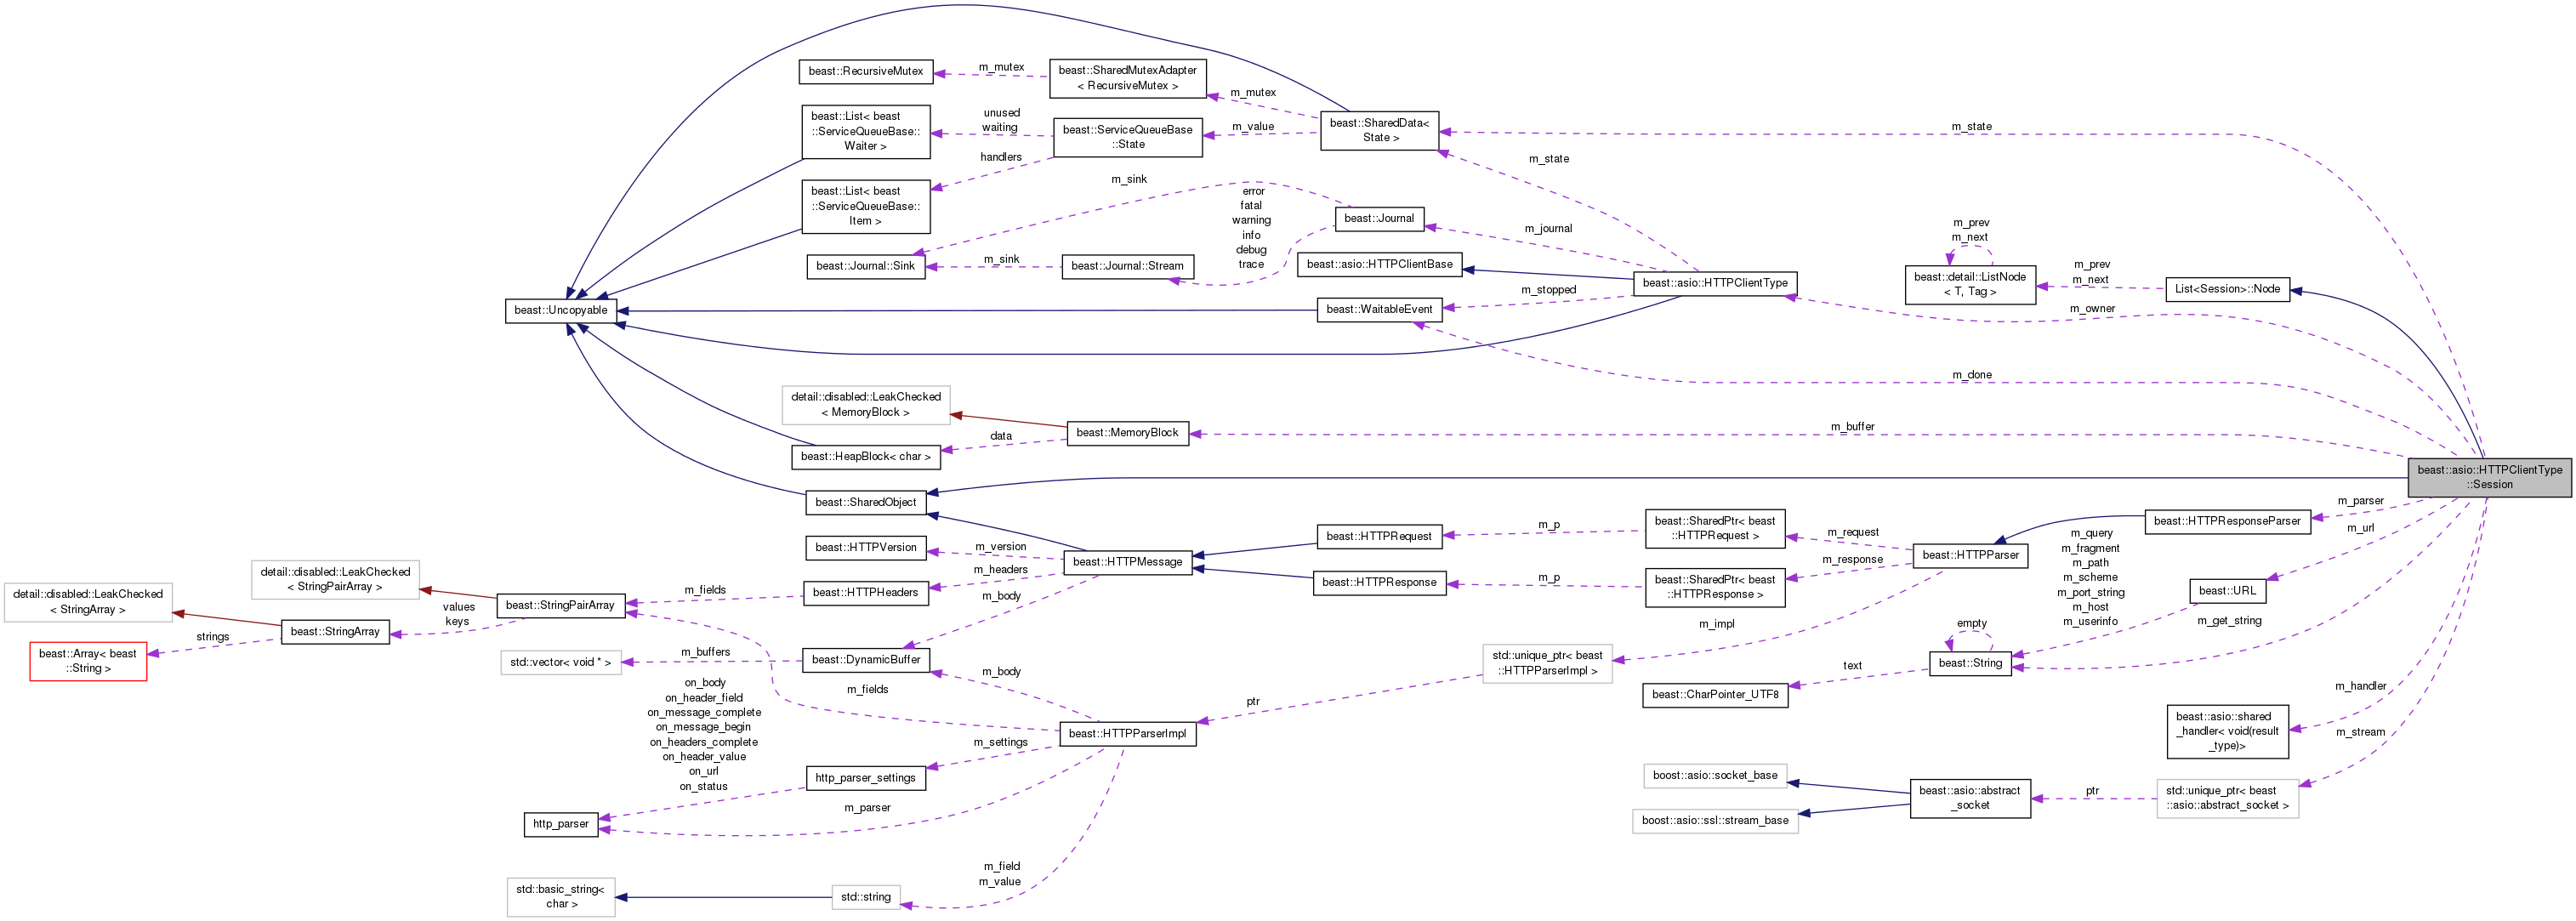 beast::RecursiveMutex
m_mutex
beast::SharedMutexAdapter
< RecursiveMutex >
m_mutex
beast::List< beast
::ServiceQueueBase::
Waiter >
unused
waiting
beast::ServiceQueueBase
::State
m_value
beast::SharedData<
State >
m_state
handlers
m_state
beast::List< beast
::ServiceQueueBase::
Item >
m_sink
error
fatal
warning
info
debug
trace
beast::Journal
m_journal
m_prev
m_next
beast::Journal::Sink
m_sink
beast::Journal::Stream
beast::asio::HTTPClientBase
beast::asio::HTTPClientType
beast::detail::ListNode
< T, Tag >
m_prev
m_next
List<Session>::Node
m_stopped
beast::Uncopyable
beast::WaitableEvent
m_owner
m_done
detail::disabled::LeakChecked
< MemoryBlock >
beast::MemoryBlock
m_buffer
data
beast::HeapBlock< char >
beast::asio::HTTPClientType
::Session
beast::SharedObject
m_parser
beast::HTTPResponseParser
m_url
beast::SharedPtr< beast
::HTTPRequest >
m_request
m_p
beast::HTTPRequest
beast::HTTPVersion
m_version
beast::HTTPMessage
beast::HTTPParser
m_response
m_query
m_fragment
m_path
m_scheme
m_port_string
m_host
m_userinfo
m_headers
beast::HTTPResponse
m_p
beast::SharedPtr< beast
::HTTPResponse >
beast::URL
detail::disabled::LeakChecked
< StringPairArray >
detail::disabled::LeakChecked
< StringArray >
beast::StringPairArray
m_fields
beast::HTTPHeaders
m_body
values
keys
m_impl
empty
m_get_string
beast::StringArray
strings
beast::Array< beast
::String >
std::vector< void * >
m_buffers
beast::DynamicBuffer
m_body
std::unique_ptr< beast
::HTTPParserImpl >
beast::String
text
beast::CharPointer_UTF8
m_handler
m_fields
ptr
on_body
on_header_field
on_message_complete
on_message_begin
on_headers_complete
on_header_value
on_url
on_status
beast::HTTPParserImpl
m_settings
beast::asio::shared
_handler< void(result
_type)>
m_stream
http_parser_settings
boost::asio::socket_base
m_parser
http_parser
beast::asio::abstract
_socket
ptr
std::unique_ptr< beast
::asio::abstract_socket >
boost::asio::ssl::stream_base
m_field
m_value
std::basic_string<
char >
std::string